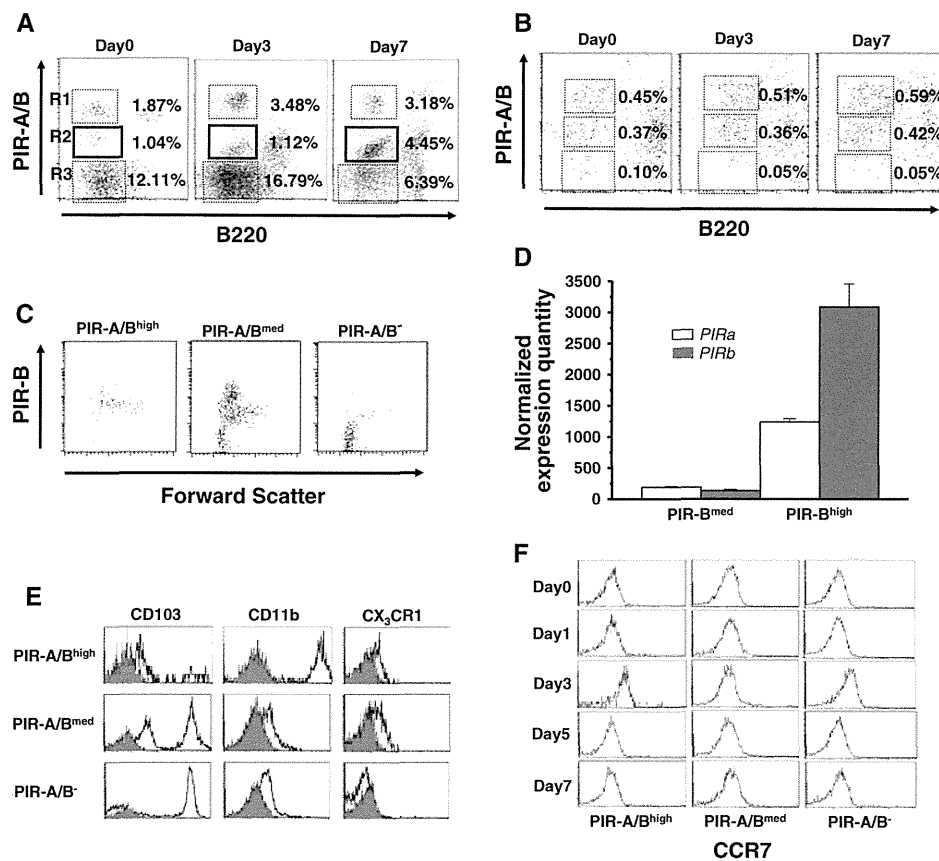 A
Day0
Day3
Day7
PIR-A/B
R1
1.87%
3.48%
3.18%
R2
1.04%
1.12%
4.45%
R3
12.11%
16.79%
6.39%
B220
B
Day0
Day3
Day7
PIR-A/B
0.45%
0.51%
0.59%
0.37%
0.36%
0.42%
0.10%
0.05%
0.05%
B220
C
PIR-A/Bhigh
PIR-A/Bmed
PIR-A/B-
PIR-B
Forward Scatter
D
Normalized
expression quantity
3500
3000
2500
2000
1500
1000
500
0
PIRa
PIRb
PIR-Bmed
PIR-Bhigh
E
CD103
CD11b
CX3CR1
PIR-A/Bhigh
PIR-A/Bmed
PIR-A/B-
F
Day0
Day1
Day3
Day5
Day7
PIR-A/Bhigh
PIR-A/Bmed
PIR-A/B-
CCR7